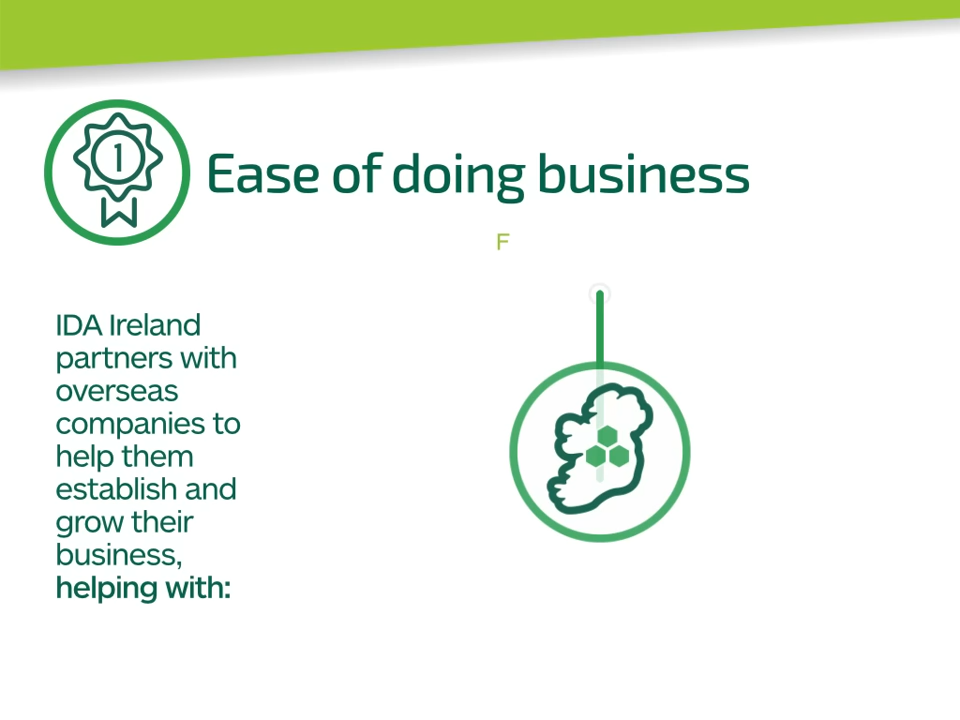 1
Ease of doing business
F
IDA Ireland
partners with
overseas
companies to
help them
establish and
grow their
business,
helping with: